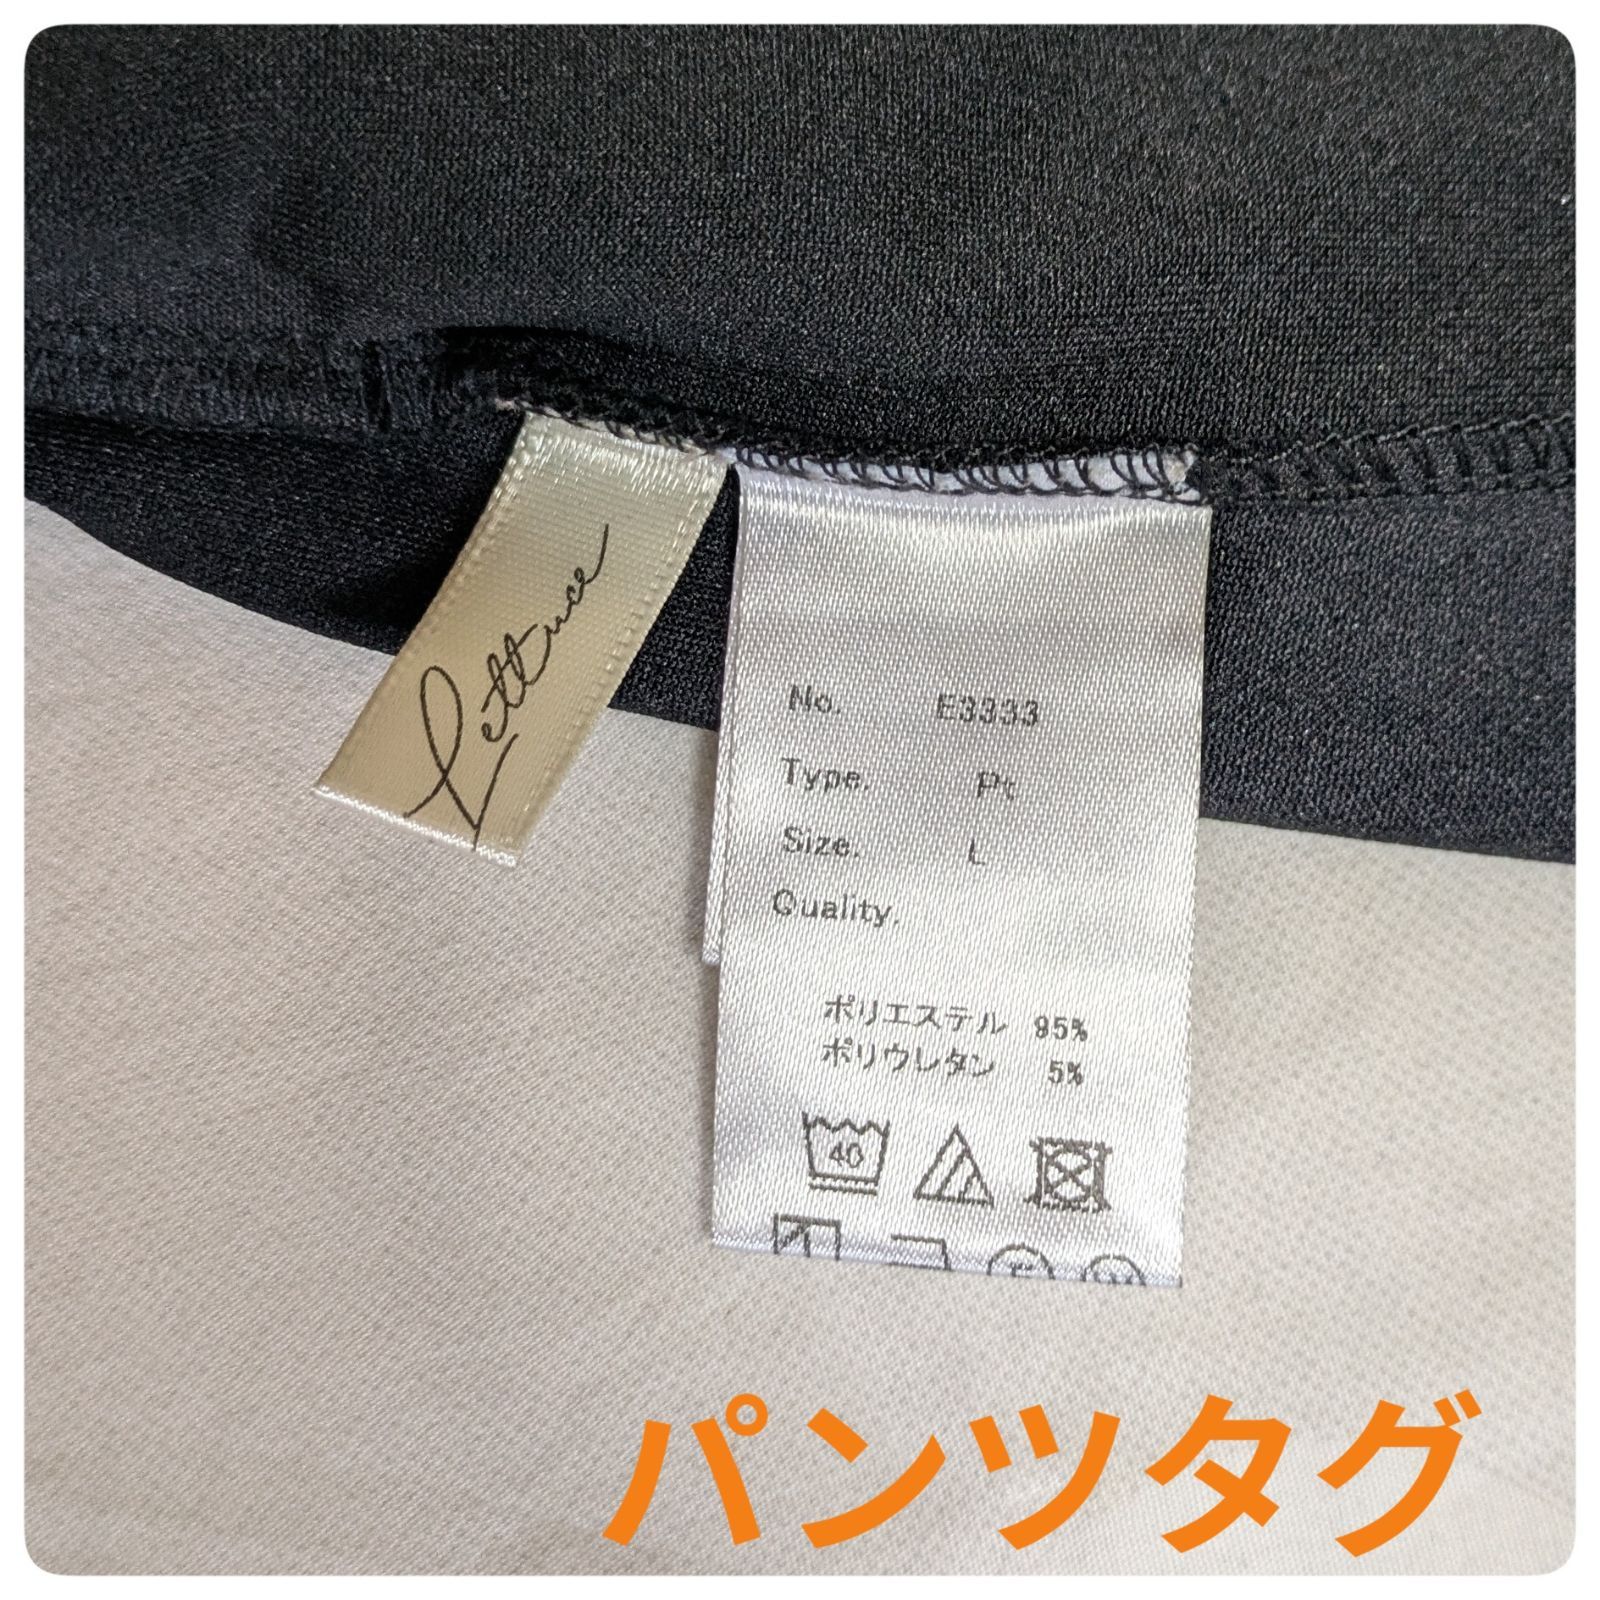 Lettuce
No. E3333
Type. Pt
Size. L
Quality.
ポリエステル 95%
ポリウレタン 5%
40
パンツタグ